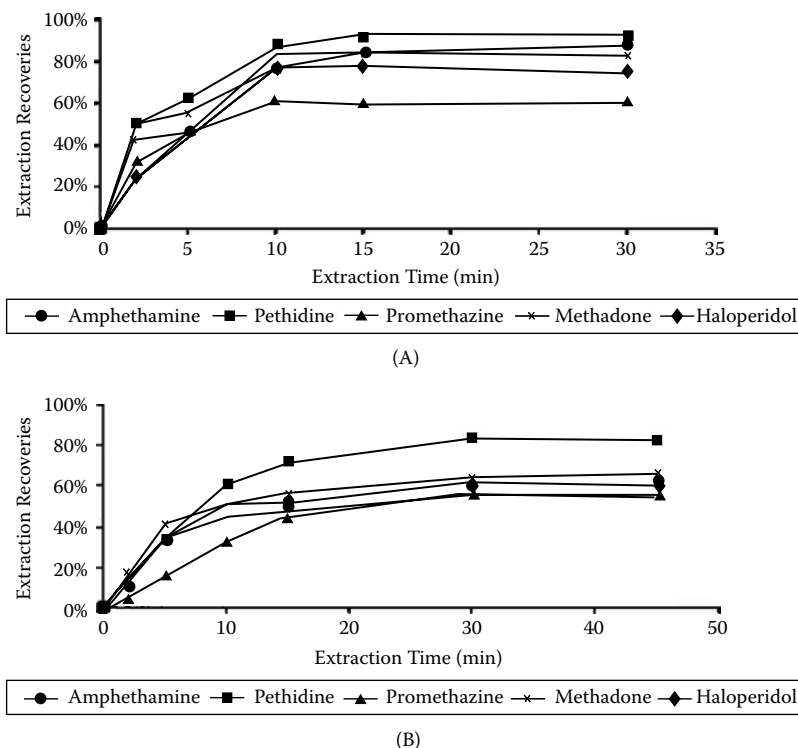 100%
80%
60%
40%
20%
0%
Extraction Recoveries
0 5 10 15 20 25 30 35
Extraction Time (min)
Amphethamine Pethidine Promethazine Methadone Haloperidol
(A)
100%
80%
60%
40%
20%
0%
Extraction Recoveries
0 10 20 30 40 50
Extraction Time (min)
Amphethamine Pethidine Promethazine Methadone Haloperidol
(B)